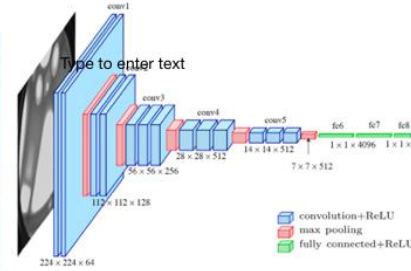 conv1
Type to enter text
conv3
conv4
conv5
fc6
fc7
fc8
1 × 1 × 4096
1 × 1 ×
14 × 14 × 512
28 × 28 × 512
7 × 7 × 512
56 × 56 × 256
112 × 112 × 128
224 × 224 × 64
convolution+ReLU
max pooling
fully connected+ReLU